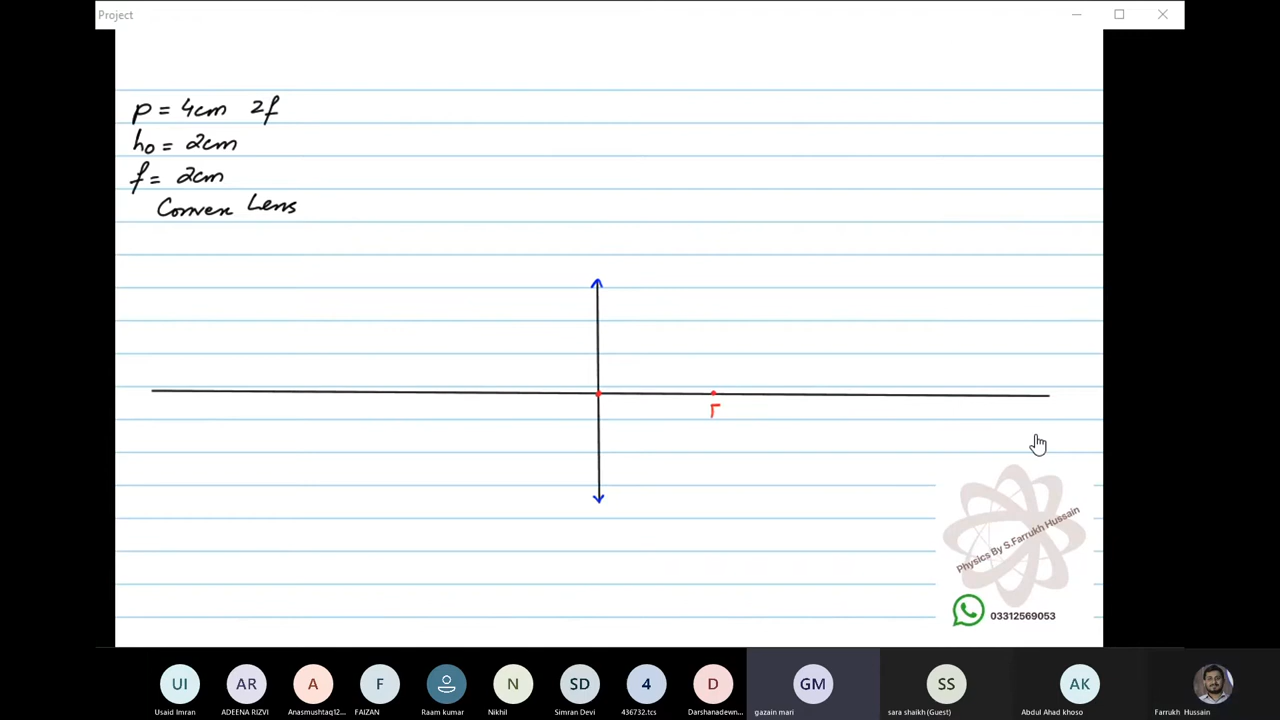 Project
p = 4cm 2f
ho = 2cm
f = 2cm
Convex Lens
Physics By S.Farrukh Hussain
03312569053
UI
AR
A
F
N
SD
4
D
GM
SS
AK
Usaid Imran
ADEENA RIZVI
Anasmushtaq12...
FAIZAN
Raam kumar
Nikhil
Simran Devi
436732.tcs
Darshanadewn...
gazain mari
sara shaikh (Guest)
Abdul Ahad khoso
Farrukh Hussain